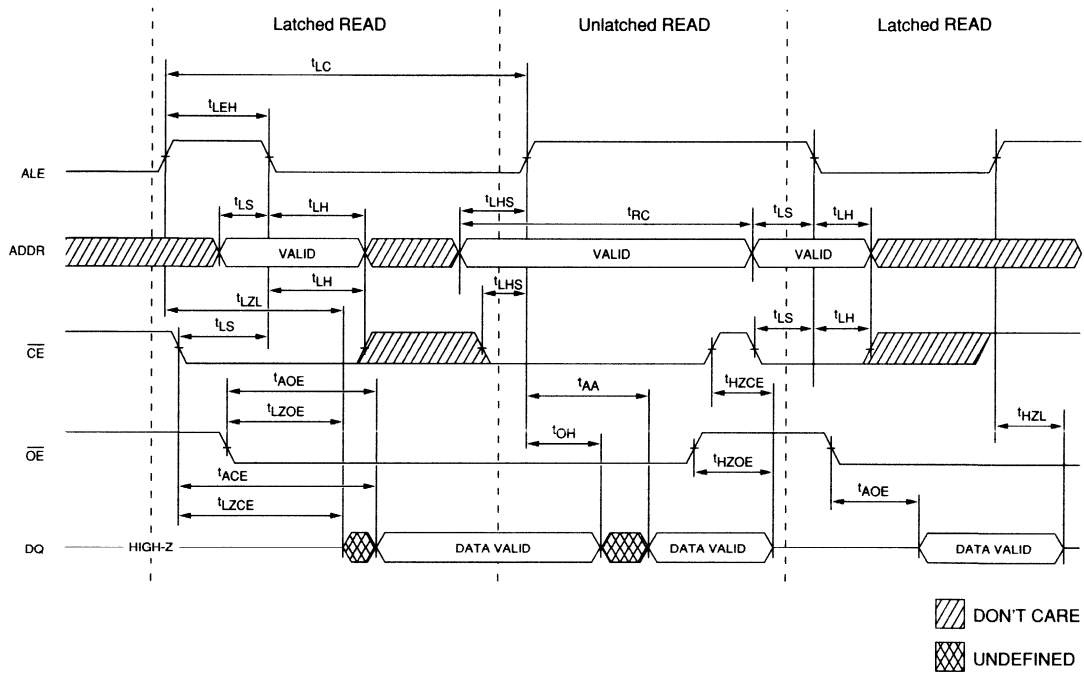 Latched READ Unlatched READ Latched READ
tLC
tLEH
ALE
tLS tLH tLHS tRC tLS tLH
ADDR VALID VALID VALID
tLH tLHS
tLZL
tLS tLS tLH
CE
tAOE tAA tHZCE
tLZOE tHZL
tOH
OE tHZOE
tACE
tAOE
tLZCE
DQ HIGH-Z DATA VALID DATA VALID DATA VALID
DON'T CARE
UNDEFINED